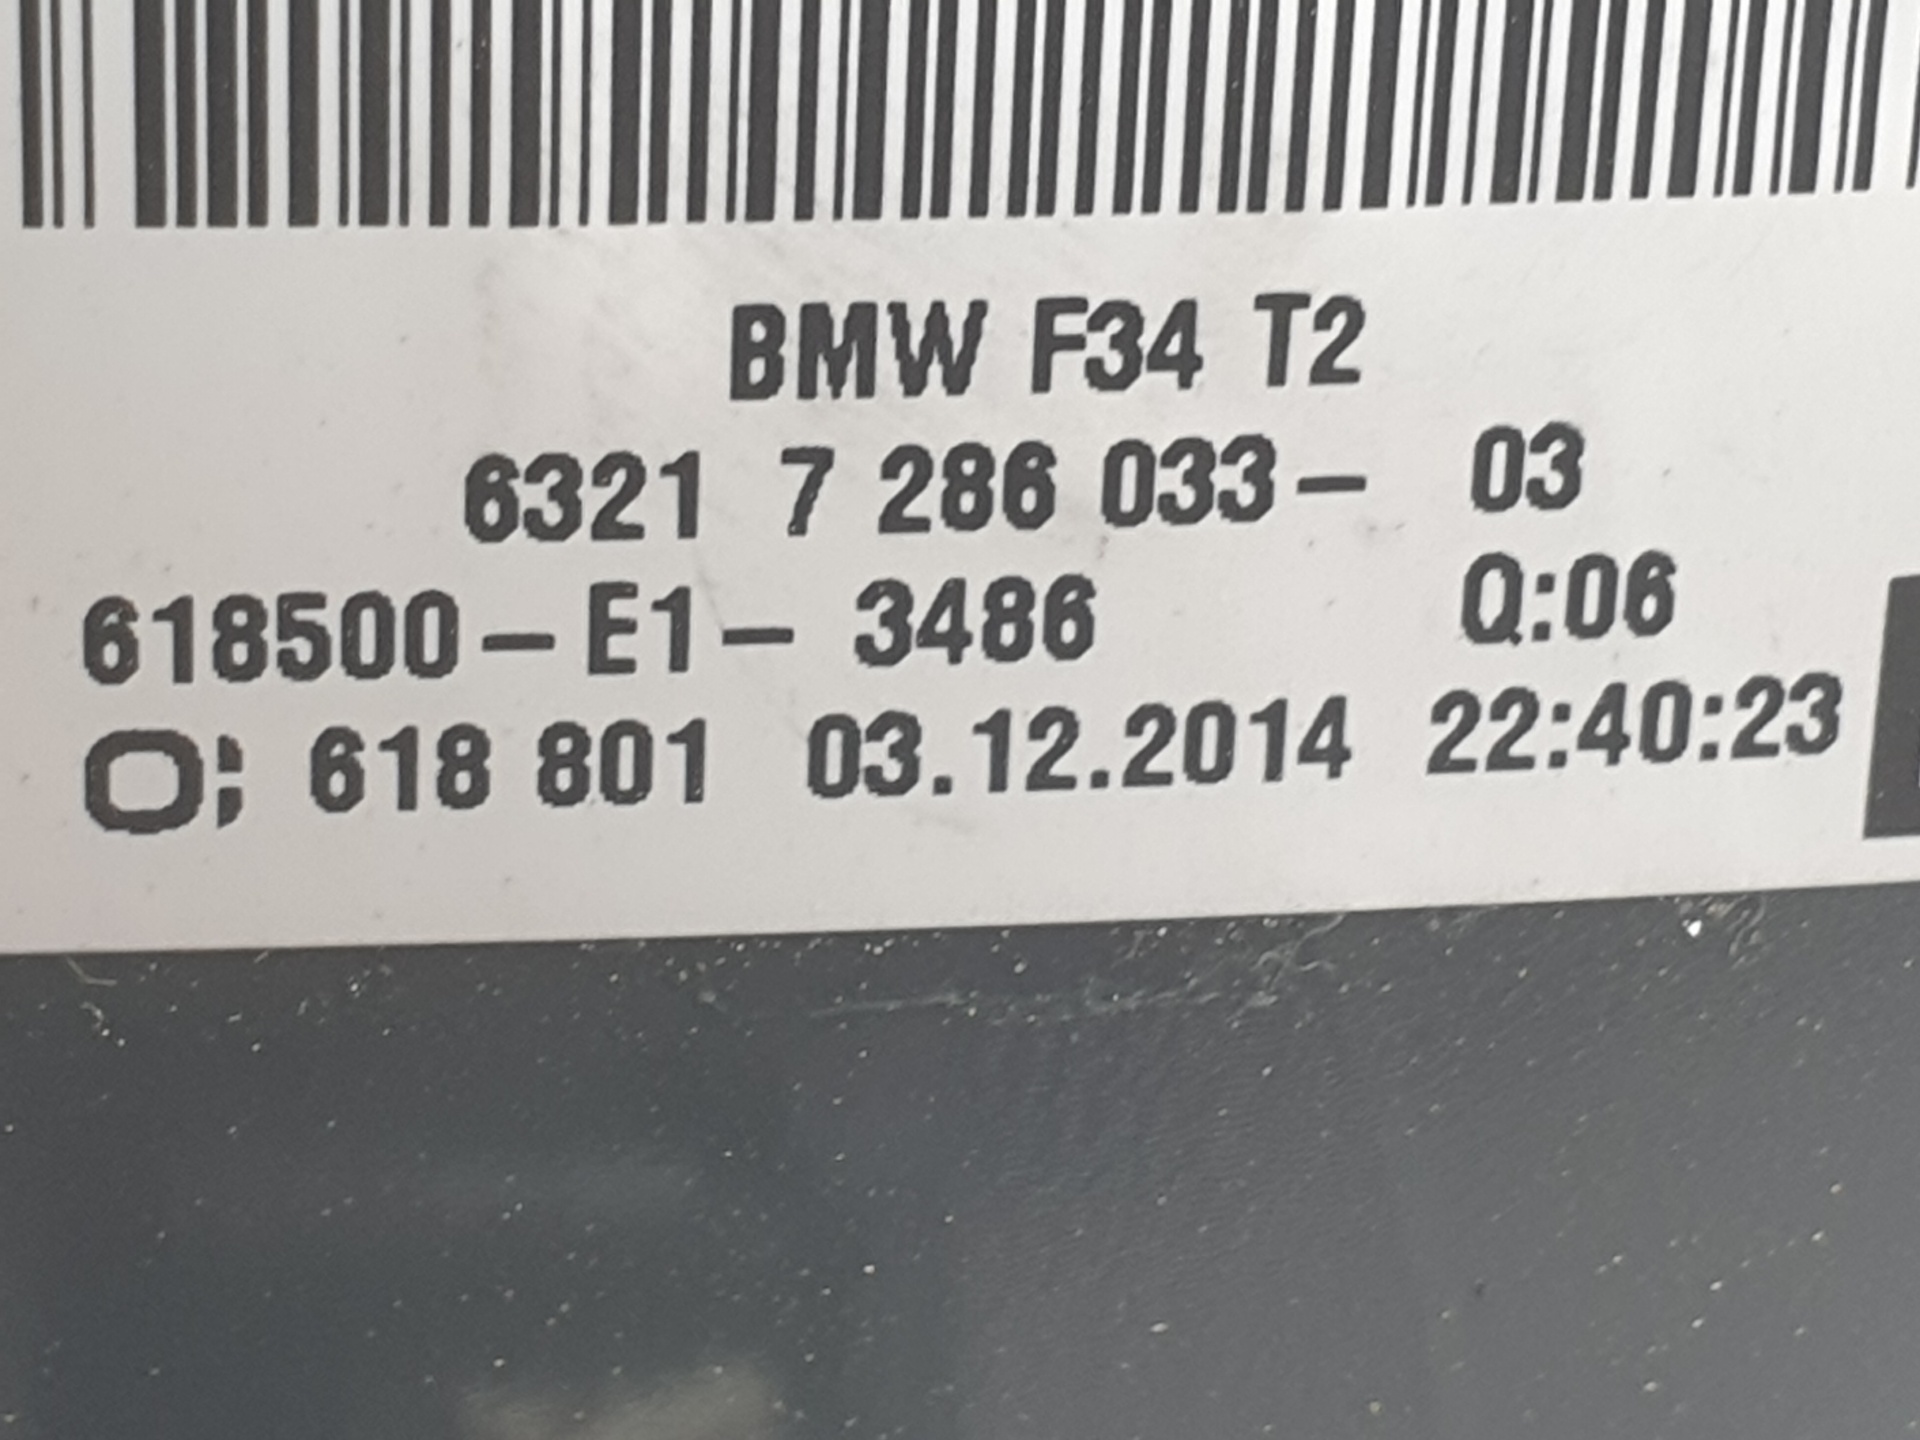 BMW F34 T2
6321 7 286 033- 03
618500-E1- 3486 Q:06
O; 618 801 03.12.2014 22:40:23